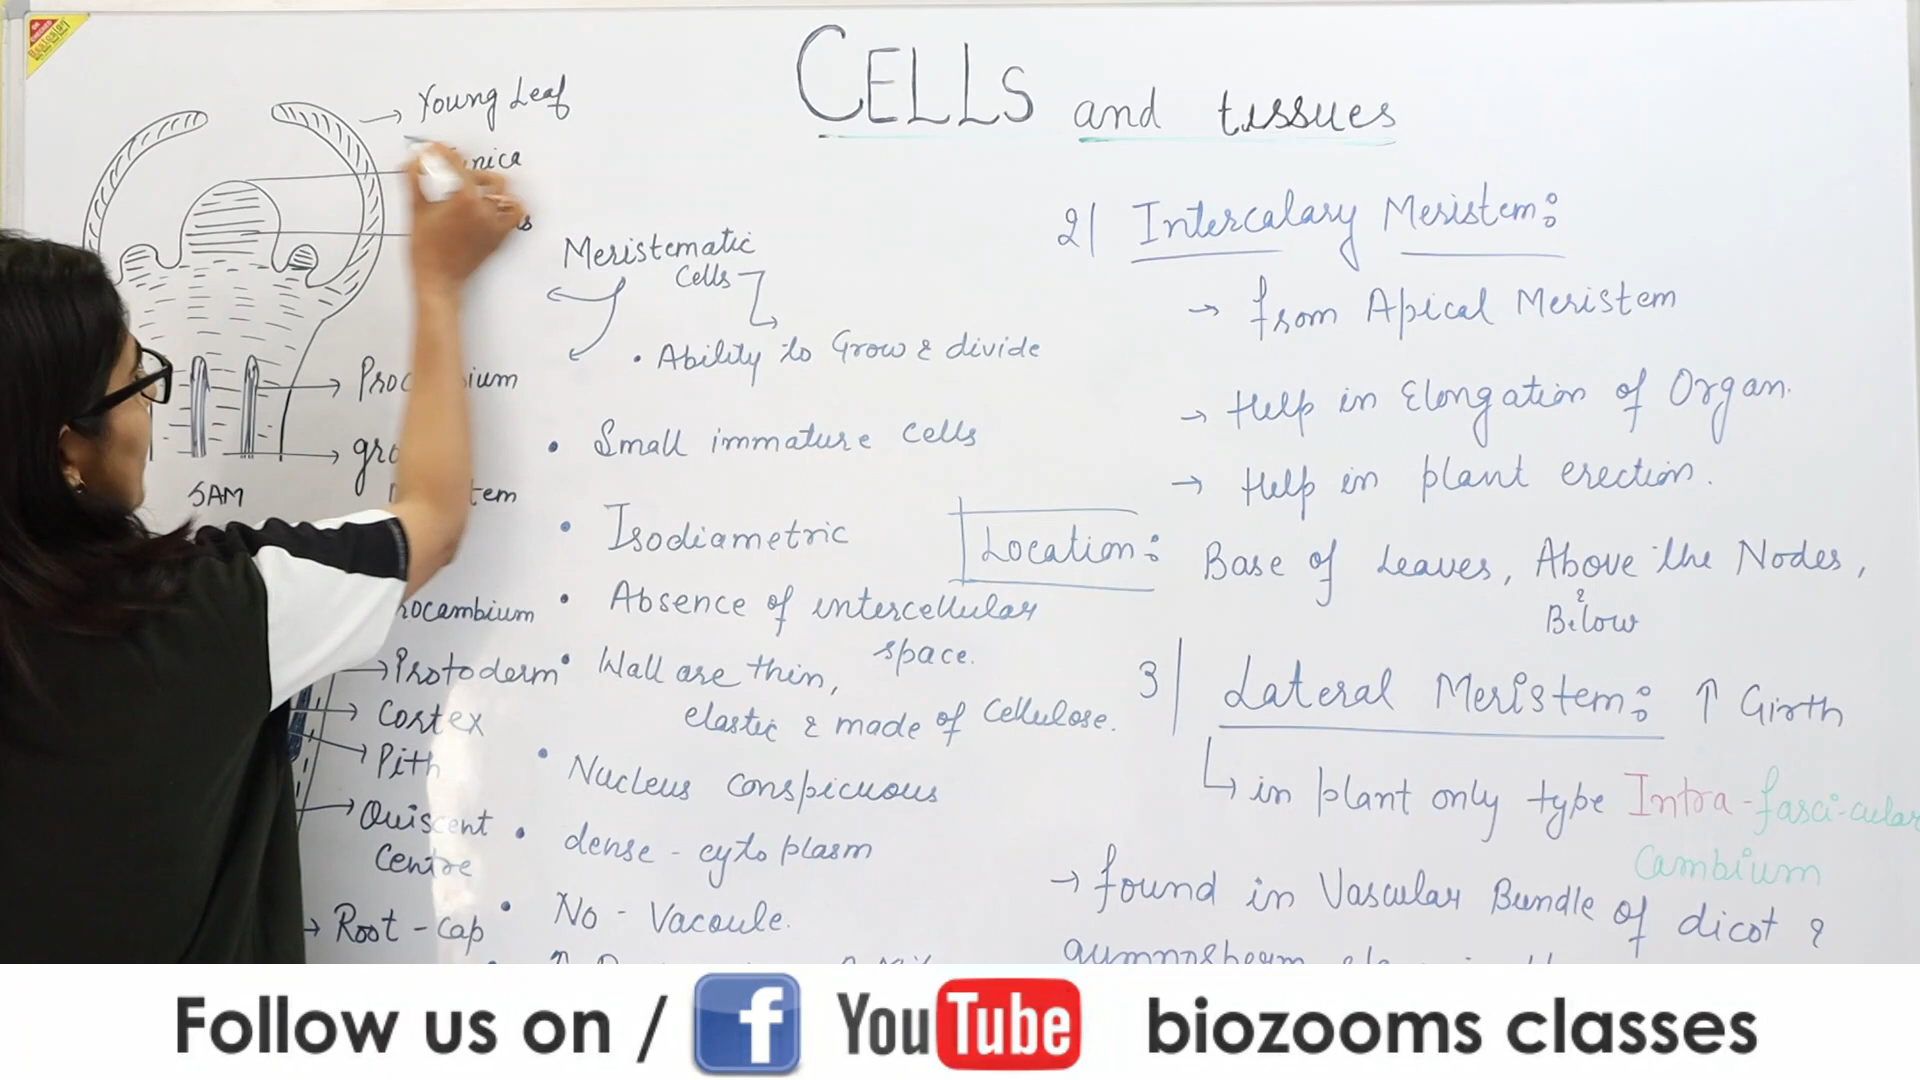 CELLS and tissues
Young Leaf
Procambium
SAM
Procambium
Protoderm
Cortex
Pith
Quiscent
Centre
Root-cap
Meristematic
Cells
• Ability to Grow & divide
• Small immature cells
• Isodiametric
• Absence of intercellular
space.
• Wall are thin,
elastic & made of Cellulose.
• Nucleus conspicuous
• dense-cytoplasm
• No-Vacoule.
2| Intercalary Meristem:
→ from Apical Meristem
→ Help in Elongation of Organ.
→ Help in plant erection.
Location: Base of Leaves, Above the Nodes,
& Below
3| Lateral Meristem: ↑ Girth
in plant only type Intra-fasci-cular
Cambium
→ found in Vascular Bundle of dicot &
Follow us on / f YouTube biozooms classes